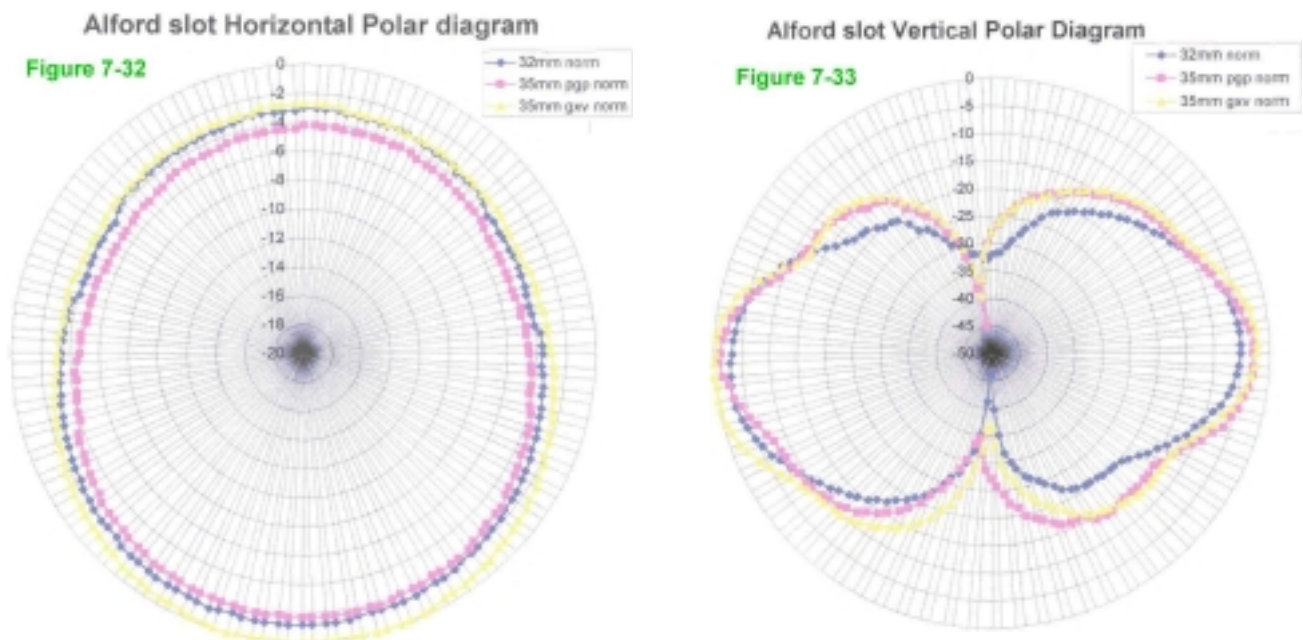 Alford slot Horizontal Polar diagram
Figure 7-32
32mm norm
35mm pgp norm
35mm gxv norm
0
-2
-4
-6
-8
-10
-12
-14
-16
-18
-20
Alford slot Vertical Polar Diagram
Figure 7-33
32mm norm
35mm pgp norm
35mm gxv norm
0
-5
-10
-15
-20
-25
-30
-35
-40
-45
-50